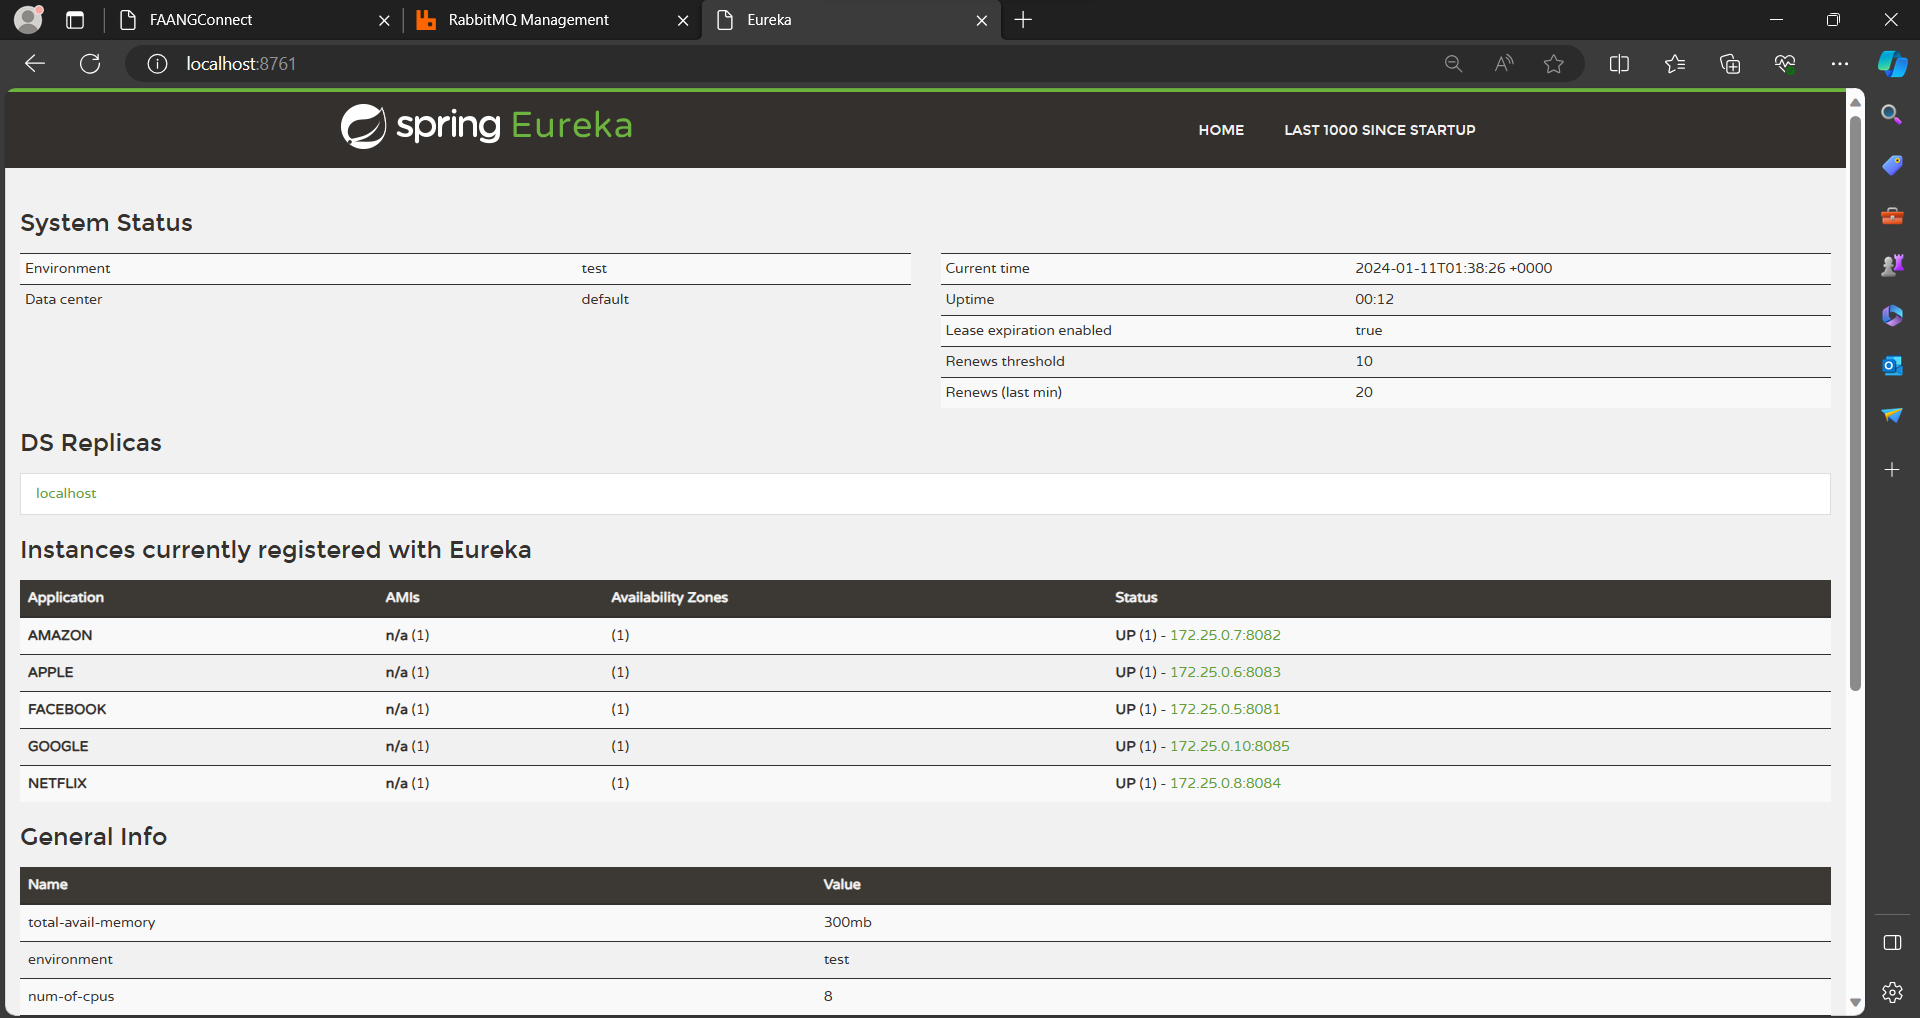 FAANGConnect
RabbitMQ Management
Eureka
localhost:8761
spring Eureka
HOME
LAST 1000 SINCE STARTUP
System Status
Environment test
Data center default
Current time 2024-01-11T01:38:26 +0000
Uptime 00:12
Lease expiration enabled true
Renews threshold 10
Renews (last min) 20
DS Replicas
localhost
Instances currently registered with Eureka
Application AMIs Availability Zones Status
AMAZON n/a (1) (1) UP (1) - 172.25.0.7:8082
APPLE n/a (1) (1) UP (1) - 172.25.0.6:8083
FACEBOOK n/a (1) (1) UP (1) - 172.25.0.5:8081
GOOGLE n/a (1) (1) UP (1) - 172.25.0.10:8085
NETFLIX n/a (1) (1) UP (1) - 172.25.0.8:8084
General Info
Name Value
total-avail-memory 300mb
environment test
num-of-cpus 8